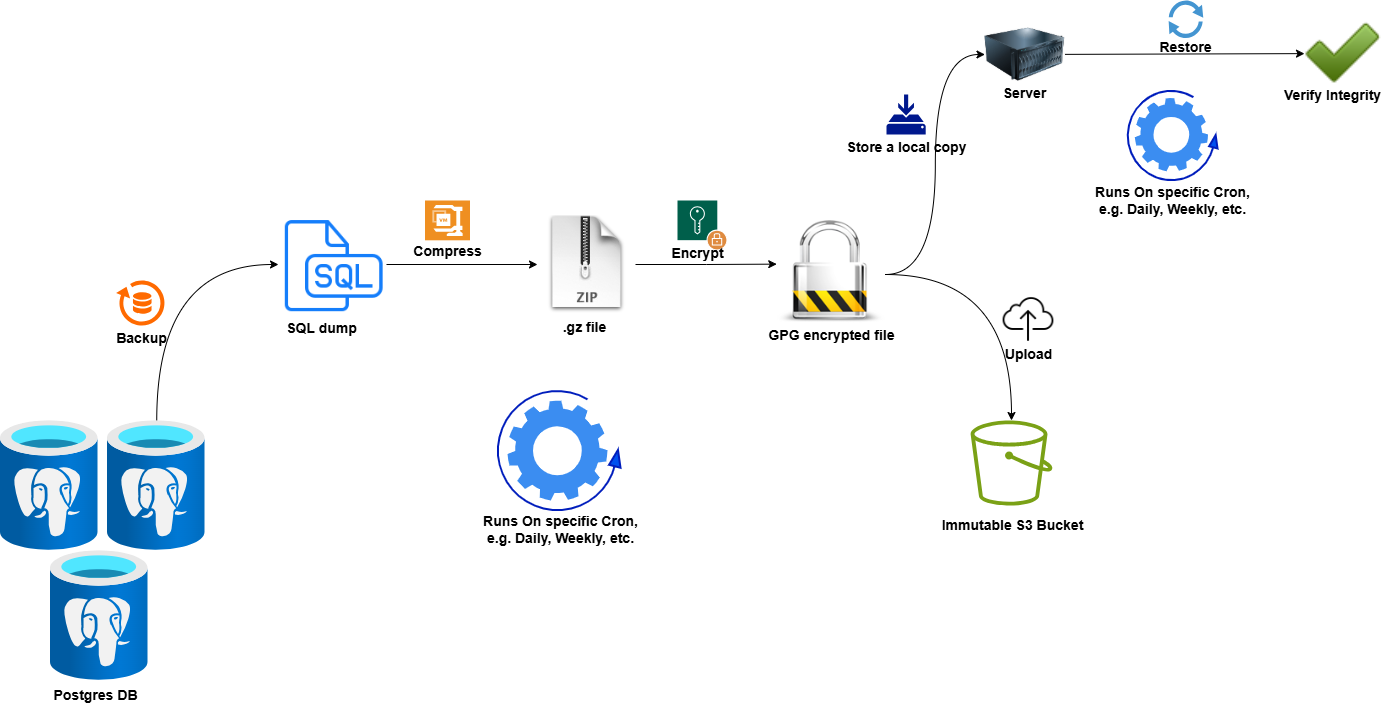 Restore
Server
Verify Integrity
Store a local copy
Runs On specific Cron,
e.g. Daily, Weekly, etc.
VM
Compress
Encrypt
SQL
ZIP
Backup
SQL dump
.gz file
GPG encrypted file
Upload
Runs On specific Cron,
e.g. Daily, Weekly, etc.
Immutable S3 Bucket
Postgres DB